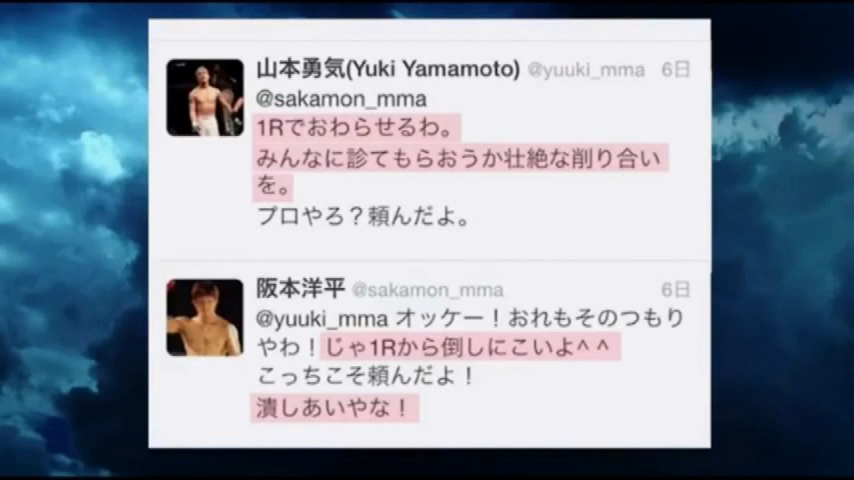 山本勇気(Yuki Yamamoto) @yuuki_mma 6日
@sakamon_mma
1Rでおわらせるわ。
みんなに診てもらおうか壮絶な削り合い
を。
プロやろ？頼んだよ。
阪本洋平 @sakamon_mma 6日
@yuuki_mma オッケー！おれもそのつもり
やわ！じゃ1Rから倒しにこいよ^ ^
こっちこそ頼んだよ！
潰しあいやな！